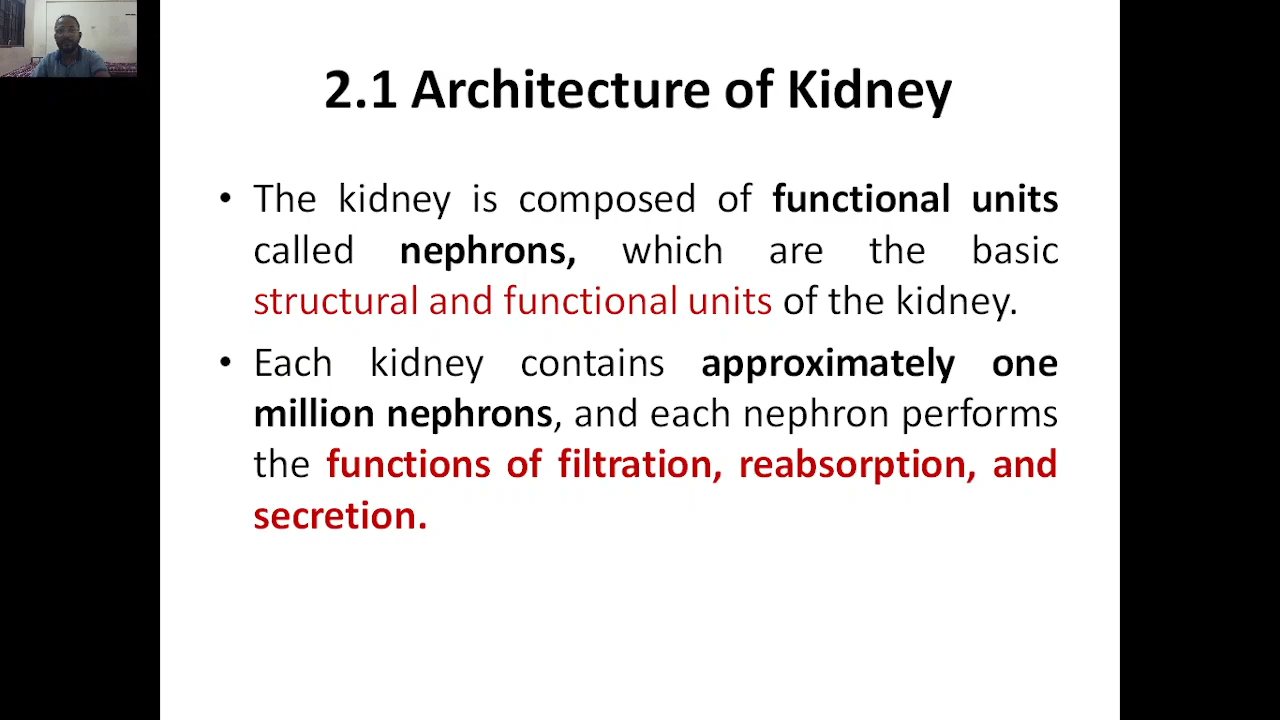 2.1 Architecture of Kidney
• The kidney is composed of functional units
called nephrons, which are the basic
structural and functional units of the kidney.
• Each kidney contains approximately one
million nephrons, and each nephron performs
the functions of filtration, reabsorption, and
secretion.